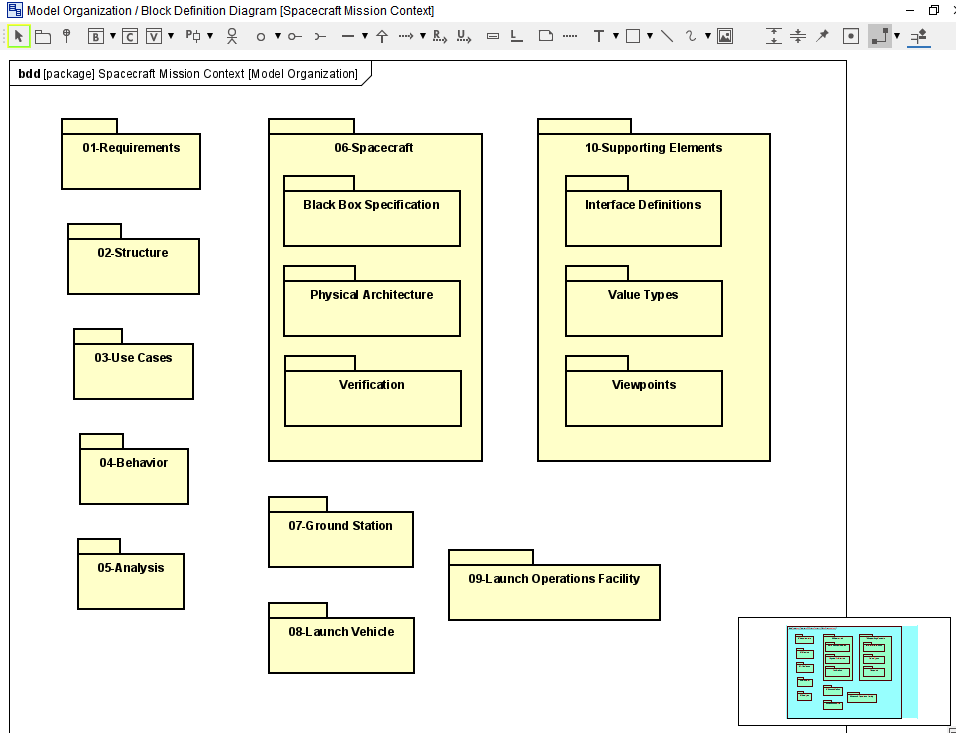 Model Organization / Block Definition Diagram [Spacecraft Mission Context]
B C V P R U L T
bdd [package] Spacecraft Mission Context [Model Organization]
01-Requirements
02-Structure
03-Use Cases
04-Behavior
05-Analysis
06-Spacecraft
Black Box Specification
Physical Architecture
Verification
07-Ground Station
08-Launch Vehicle
09-Launch Operations Facility
10-Supporting Elements
Interface Definitions
Value Types
Viewpoints